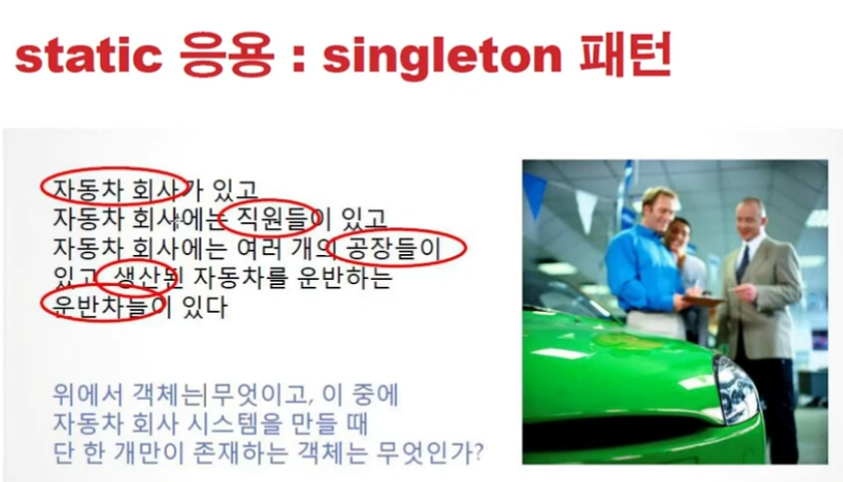 static 응용 : singleton 패턴
자동차 회사가 있고
자동차 회사에는 직원들이 있고
자동차 회사에는 여러 개의 공장들이
있고 생산된 자동차를 운반하는
운반차들이 있다
위에서 객체는 무엇이고, 이 중에
자동차 회사 시스템을 만들 때
단 한 개만이 존재하는 객체는 무엇인가?